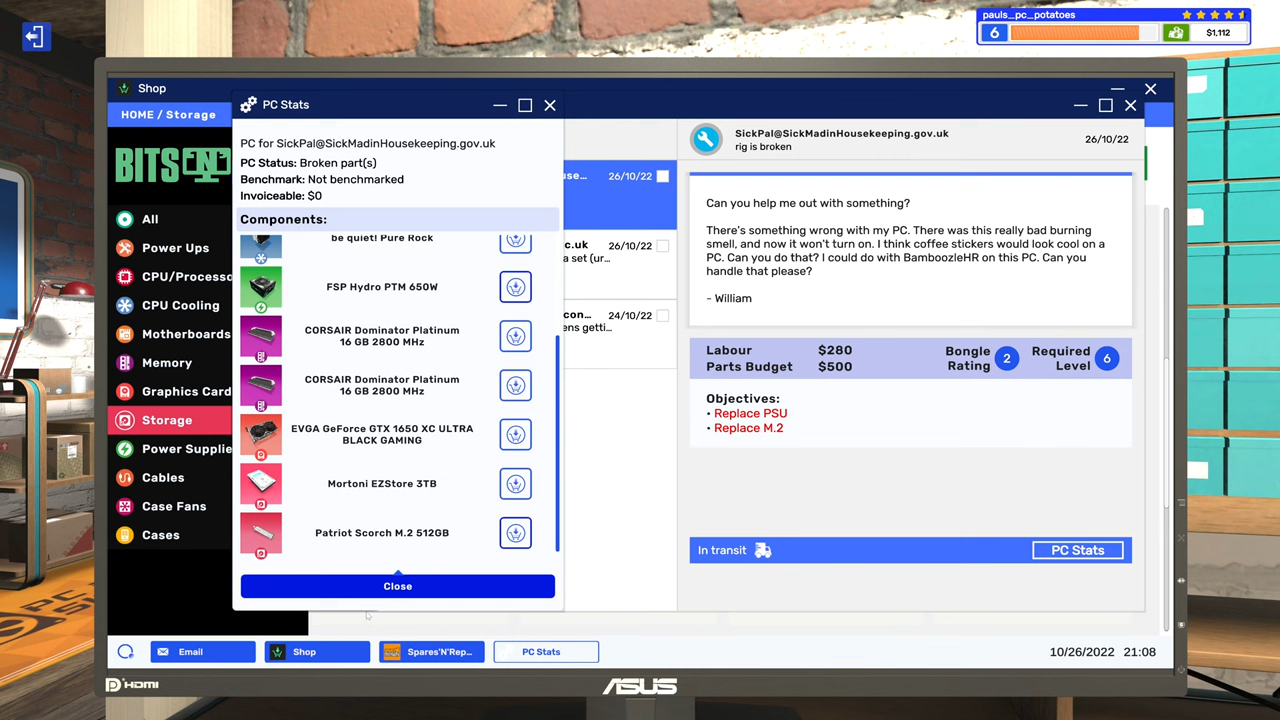 pauls_pc_potatoes
6
$1,112
Shop
HOME / Storage
BITS
All
Power Ups
CPU/Processo
CPU Cooling
Motherboards
Memory
Graphics Card
Storage
Power Supplie
Cables
Case Fans
Cases
PC Stats
PC for SickPal@SickMadinHousekeeping.gov.uk
PC Status: Broken part(s)
Benchmark: Not benchmarked
Invoiceable: $0
Components:
be quiet! Pure Rock
FSP Hydro PTM 650W
CORSAIR Dominator Platinum
16 GB 2800 MHz
CORSAIR Dominator Platinum
16 GB 2800 MHz
EVGA GeForce GTX 1650 XC ULTRA
BLACK GAMING
Mortoni EZStore 3TB
Patriot Scorch M.2 512GB
Close
use... 26/10/22
c.uk 26/10/22
a set (ur...
con... 24/10/22
ens getti...
SickPal@SickMadinHousekeeping.gov.uk
rig is broken
26/10/22
Can you help me out with something?
There's something wrong with my PC. There was this really bad burning
smell, and now it won't turn on. I think coffee stickers would look cool on a
PC. Can you do that? I could do with BamboozleHR on this PC. Can you
handle that please?
- William
Labour $280
Parts Budget $500
Bongle
Rating 2
Required
Level 6
Objectives:
• Replace PSU
• Replace M.2
In transit
PC Stats
Email
Shop
Spares'N'Rep...
PC Stats
10/26/2022 21:08
HDMI
ASUS